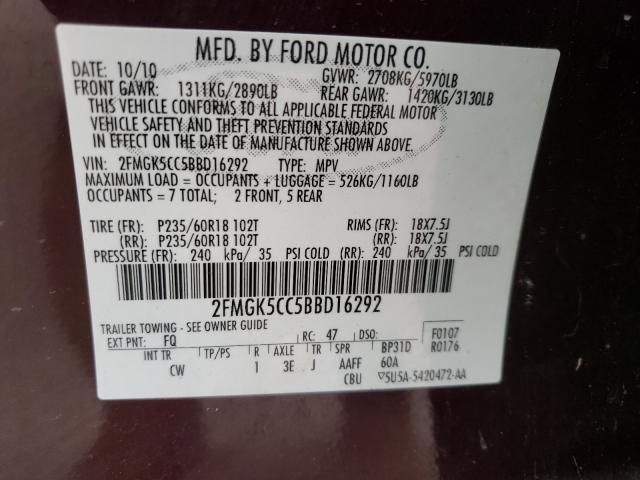 MFD. BY FORD MOTOR CO.
DATE: 10/10 GVWR: 2708KG/5970LB
FRONT GAWR: 1311KG/2890LB REAR GAWR: 1420KG/3130LB
THIS VEHICLE CONFORMS TO ALL APPLICABLE FEDERAL MOTOR
VEHICLE SAFETY AND THEFT PREVENTION STANDARDS
IN EFFECT ON THE DATE OF MANUFACTURE SHOWN ABOVE.
VIN: 2FMGK5CC5BBD16292 TYPE: MPV
MAXIMUM LOAD = OCCUPANTS + LUGGAGE = 526KG/1160LB
OCCUPANTS = 7 TOTAL; 2 FRONT, 5 REAR
TIRE (FR): P235/60R18 102T RIMS (FR): 18X7.5J
(RR): P235/60R18 102T (RR): 18X7.5J
PRESSURE (FR): 240 kPa/ 35 PSI COLD (RR): 240 kPa/ 35 PSI COLD
2FMGK5CC5BBD16292
TRAILER TOWING - SEE OWNER GUIDE
EXT PNT: FQ RC: 47 DSO: F0107
INT TR TP/PS R AXLE TR SPR BP31D R0176
CW 1 3E J AAFF 60A
CBU 5U5A-5420472-AA